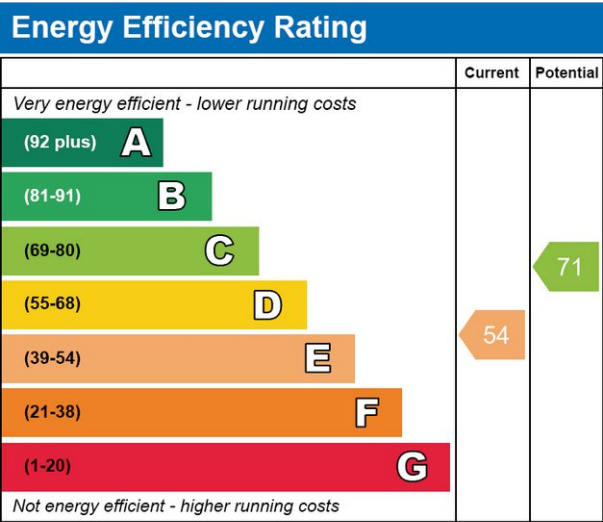 Energy Efficiency Rating
Current Potential
Very energy efficient - lower running costs
(92 plus) A
(81-91) B
(69-80) C
71
(55-68) D
54
(39-54) E
(21-38) F
(1-20) G
Not energy efficient - higher running costs